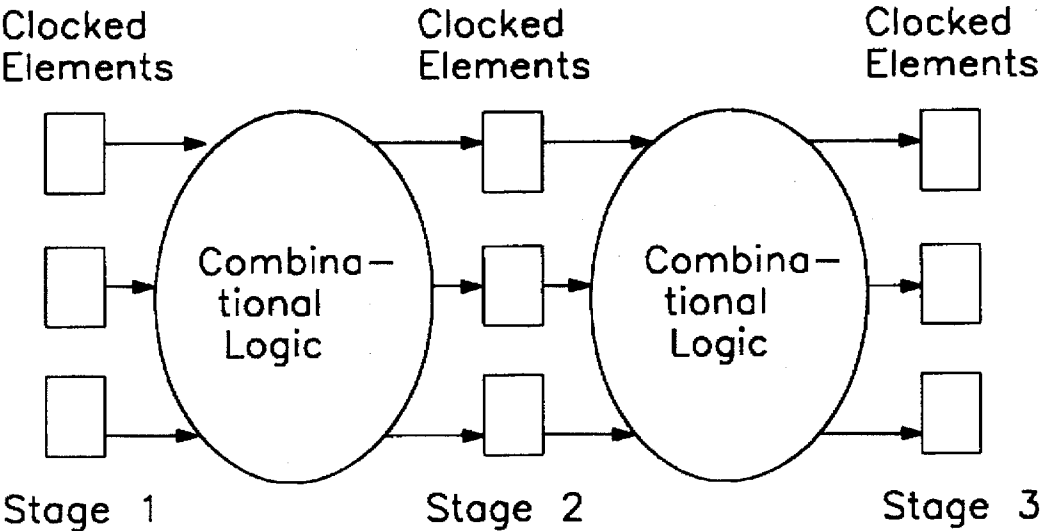 Clocked
Elements
Clocked
Elements
Clocked
Elements
Combina-
tional
Logic
Combina-
tional
Logic
Stage 1
Stage 2
Stage 3